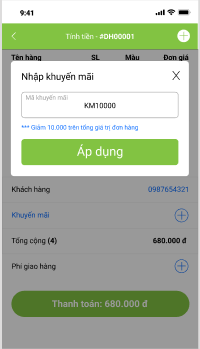 9:41
Tính tiền - #DH00001
Tên hàng SL Màu Đơn giá
Nhập khuyến mãi X
Mã khuyến mãi
KM10000
*** Giảm 10.000 trên tổng giá trị đơn hàng
Áp dụng
Khách hàng 0987654321
Khuyến mãi
Tổng cộng (4) 680.000 đ
Phí giao hàng
Thanh toán: 680.000 đ